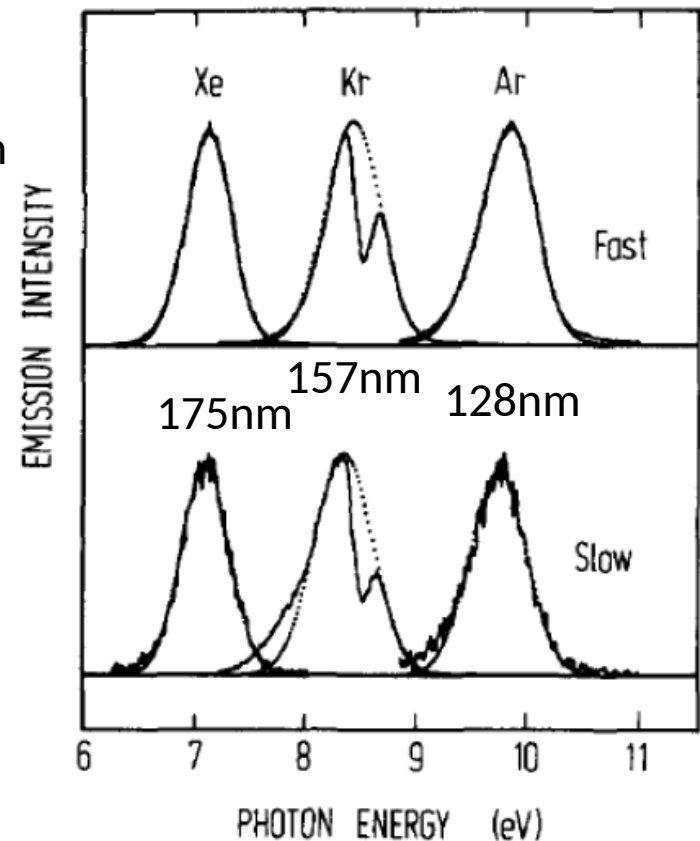 Xe Kr Ar
n
EMISSION INTENSITY
Fast
157nm
175nm
128nm
Slow
6 7 8 9 10 11
PHOTON ENERGY (eV)